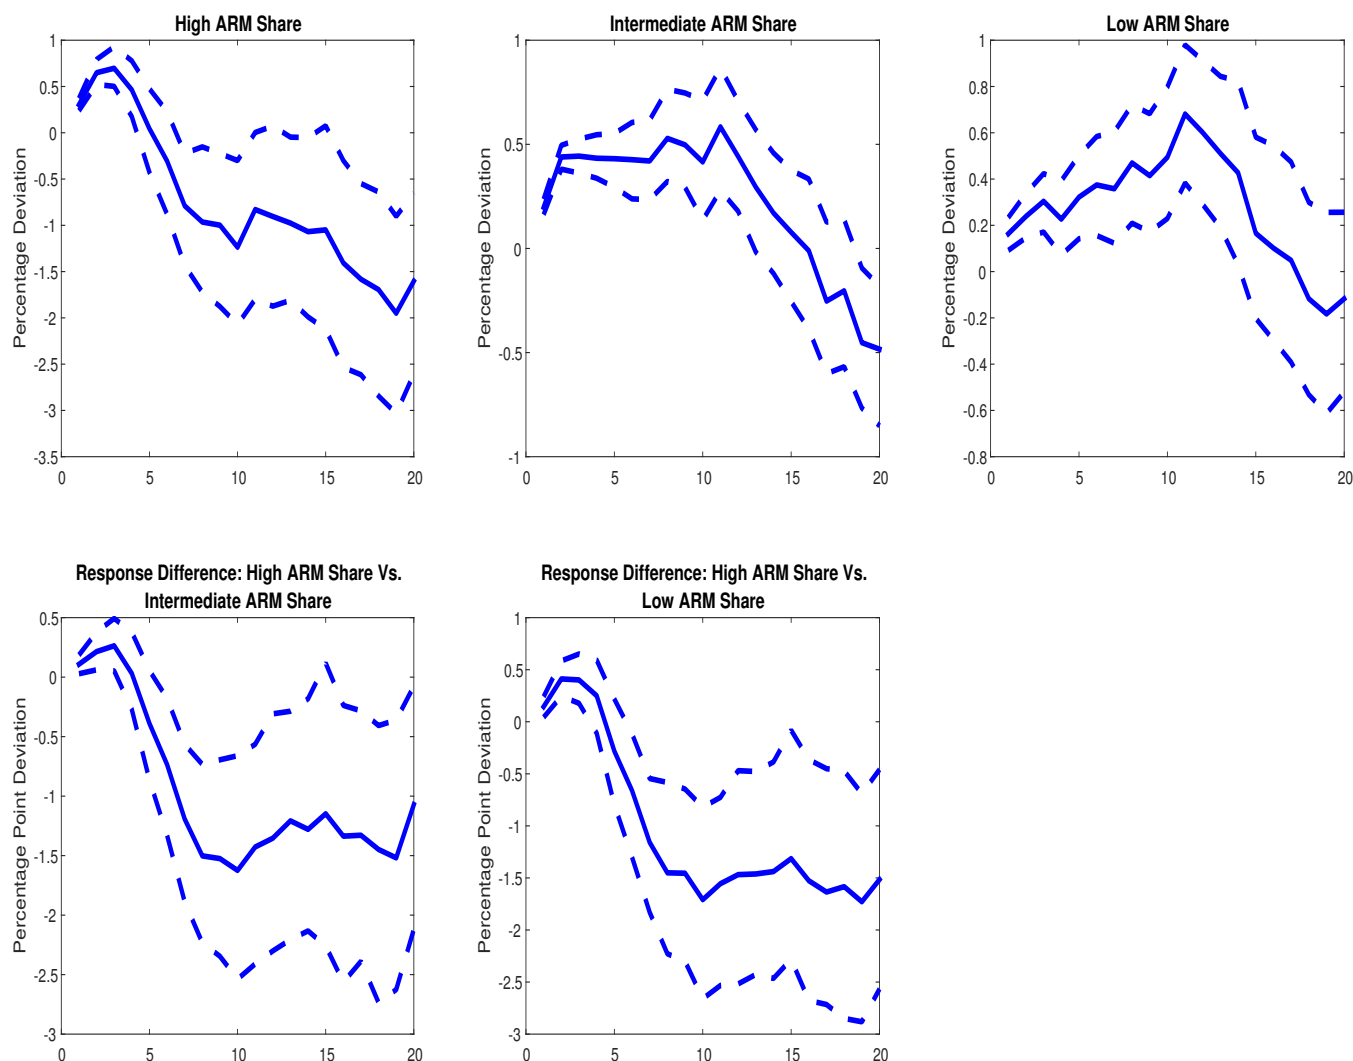 High ARM Share
Percentage Deviation
1
0.5
0
-0.5
-1
-1.5
-2
-2.5
-3
-3.5
0 5 10 15 20
Intermediate ARM Share
Percentage Deviation
1
0.5
0
-0.5
-1
0 5 10 15 20
Low ARM Share
Percentage Deviation
1
0.8
0.6
0.4
0.2
0
-0.2
-0.4
-0.6
-0.8
0 5 10 15 20
Response Difference: High ARM Share Vs.
Intermediate ARM Share
Percentage Point Deviation
0.5
0
-0.5
-1
-1.5
-2
-2.5
-3
0 5 10 15 20
Response Difference: High ARM Share Vs.
Low ARM Share
Percentage Point Deviation
1
0.5
0
-0.5
-1
-1.5
-2
-2.5
-3
0 5 10 15 20